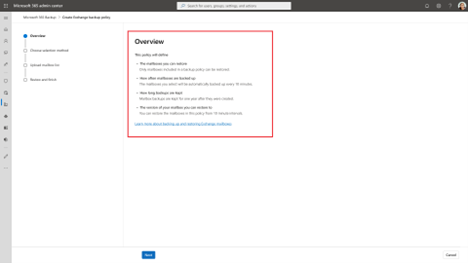 Microsoft 365 admin center
Search for users, groups, settings, and actions
Microsoft 365 Backup > Create Exchange backup policy
Overview
Choose selection method
Upload mailbox list
Review and finish
Overview
This policy will define
The mailboxes you can restore
Only mailboxes included in a backup policy can be restored.
How often mailboxes are backed up
The mailboxes you select will be automatically backed up every 10 minutes.
How long backups are kept
Mailbox backups are kept for one year after they were created.
The version of your mailbox you can restore to
You can restore the mailboxes in this policy from 10-minute intervals.
Learn more about backing up and restoring Exchange mailboxes
Next
Cancel